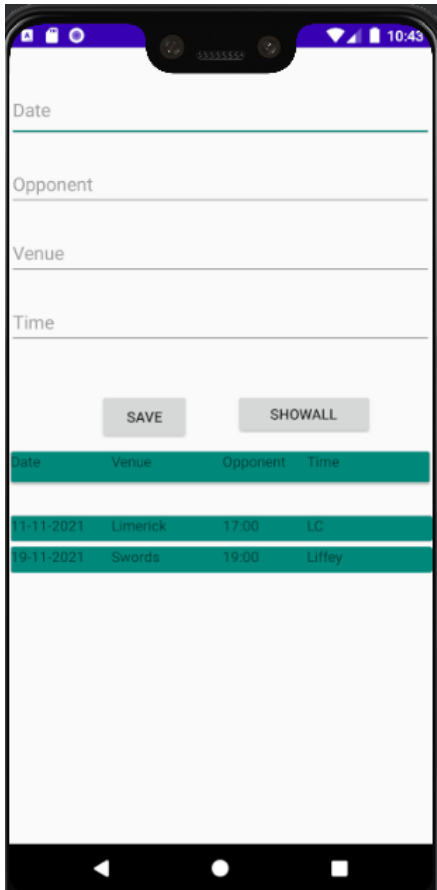 10:43
Date
Opponent
Venue
Time
SAVE SHOWALL
Date Venue Opponent Time
11-11-2021 Limerick 17:00 LC
19-11-2021 Swords 19:00 Liffey